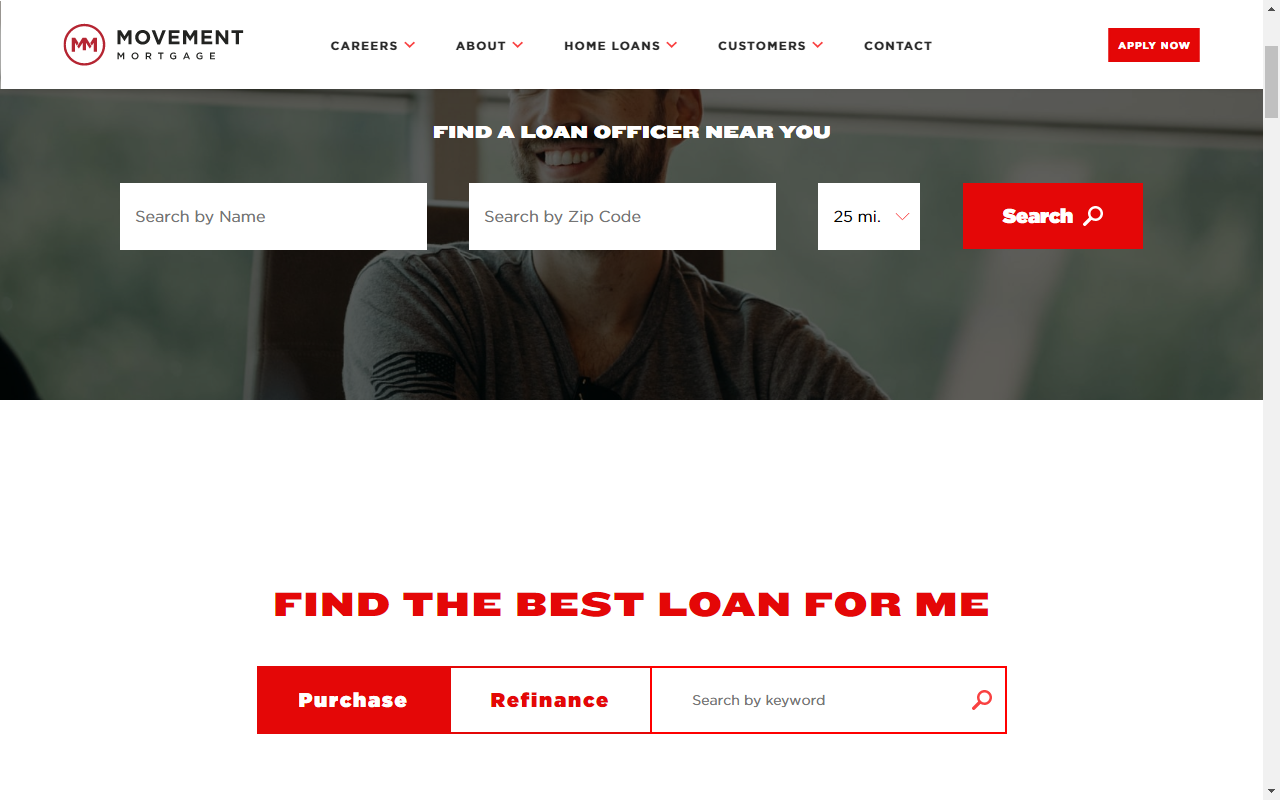 MOVEMENT
MORTGAGE
CAREERS
ABOUT
HOME LOANS
CUSTOMERS
CONTACT
APPLY NOW
FIND A LOAN OFFICER NEAR YOU
Search by Name
Search by Zip Code
25 mi.
Search
FIND THE BEST LOAN FOR ME
Purchase
Refinance
Search by keyword